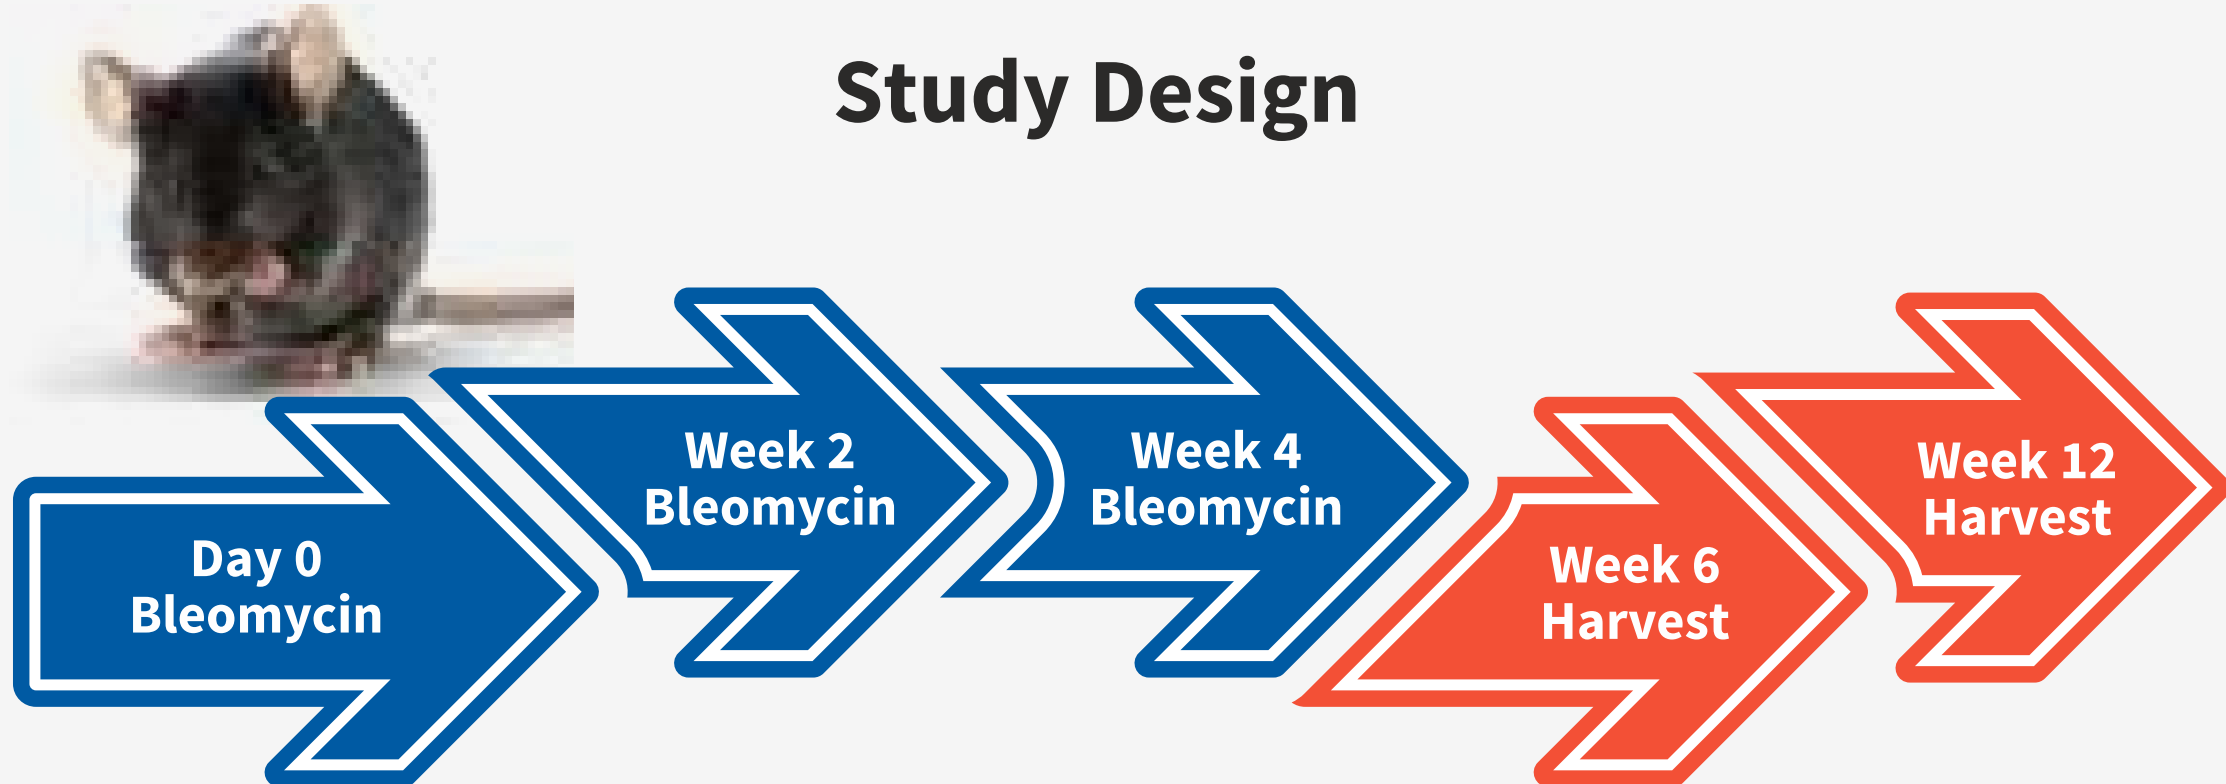 Study Design
Day 0
Bleomycin
Week 2
Bleomycin
Week 4
Bleomycin
Week 6
Harvest
Week 12
Harvest